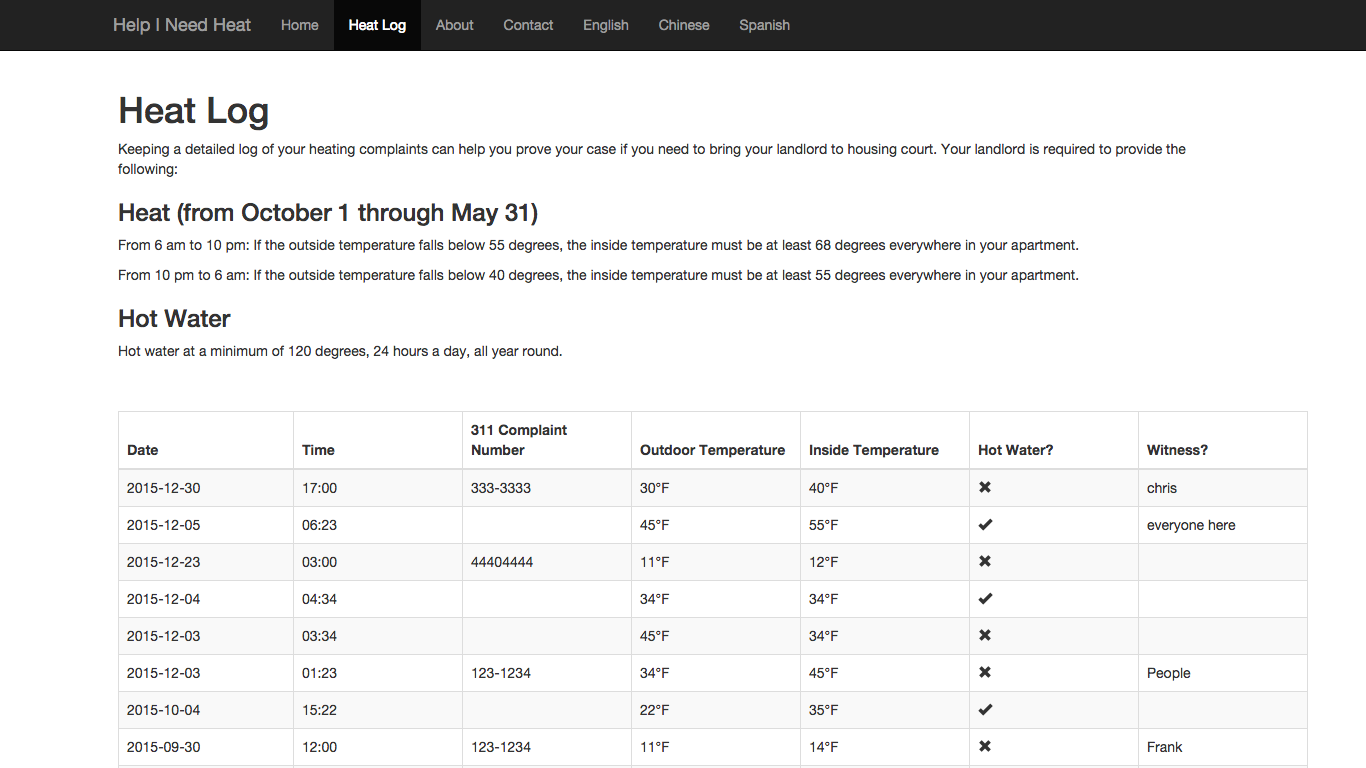 Help I Need Heat Home Heat Log About Contact English Chinese Spanish
Heat Log
Keeping a detailed log of your heating complaints can help you prove your case if you need to bring your landlord to housing court. Your landlord is required to provide the
following:
Heat (from October 1 through May 31)
From 6 am to 10 pm: If the outside temperature falls below 55 degrees, the inside temperature must be at least 68 degrees everywhere in your apartment.
From 10 pm to 6 am: If the outside temperature falls below 40 degrees, the inside temperature must be at least 55 degrees everywhere in your apartment.
Hot Water
Hot water at a minimum of 120 degrees, 24 hours a day, all year round.
Date Time 311 Complaint Number Outdoor Temperature Inside Temperature Hot Water? Witness?
2015-12-30 17:00 333-3333 30°F 40°F ✖ chris
2015-12-05 06:23 45°F 55°F ✔ everyone here
2015-12-23 03:00 44404444 11°F 12°F ✖
2015-12-04 04:34 34°F 34°F ✔
2015-12-03 03:34 45°F 34°F ✖
2015-12-03 01:23 123-1234 34°F 45°F ✖ People
2015-10-04 15:22 22°F 35°F ✔
2015-09-30 12:00 123-1234 11°F 14°F ✖ Frank